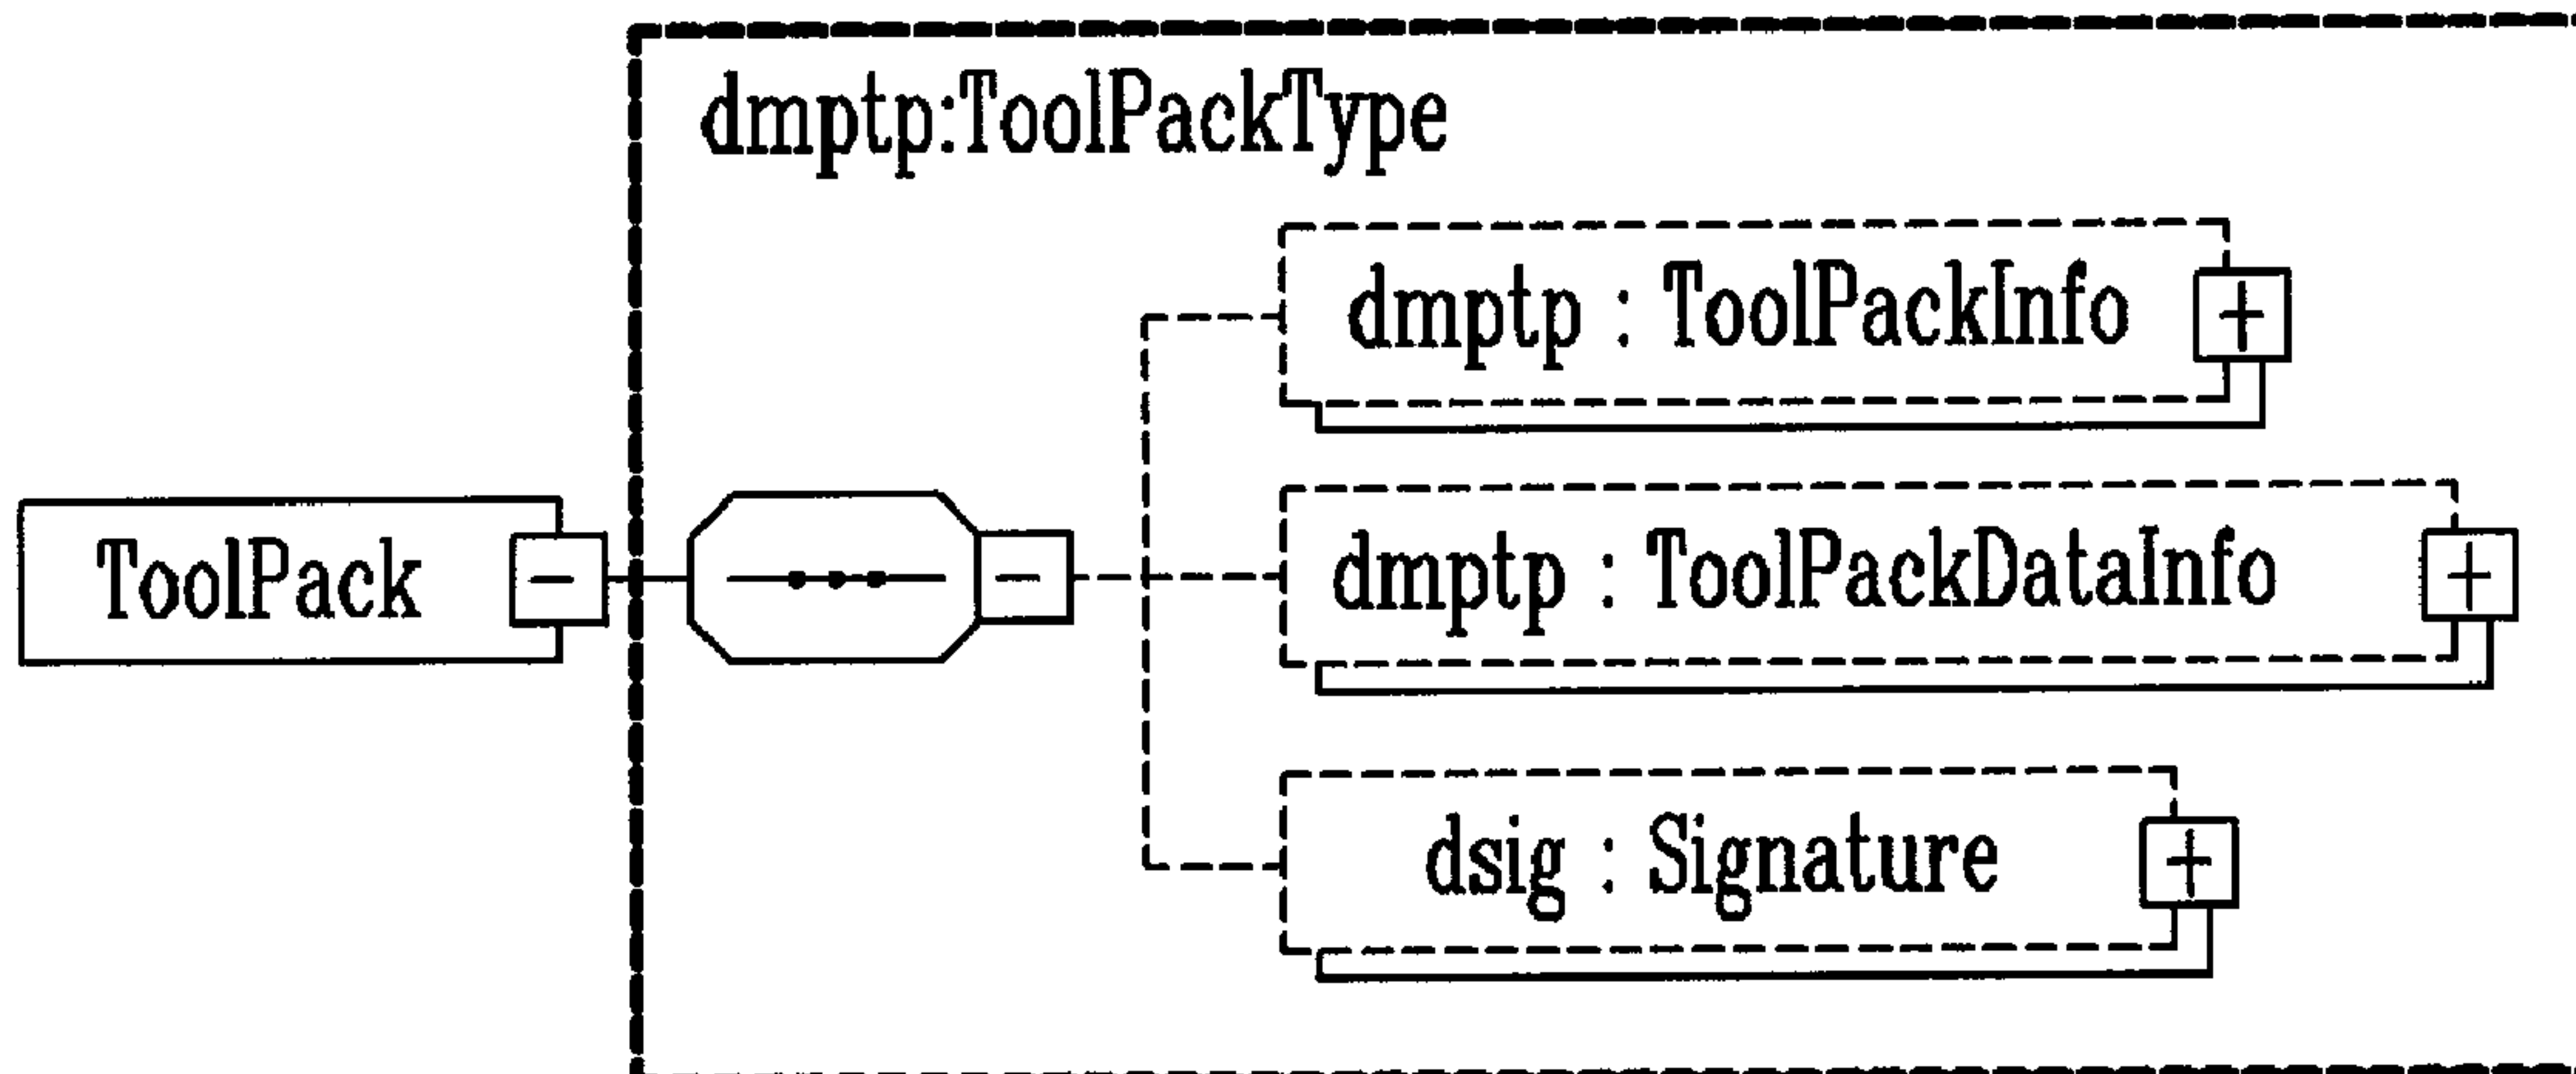 dmptp:ToolPackType
dmptp : ToolPackInfo
ToolPack
dmptp : ToolPackDataInfo
dsig : Signature